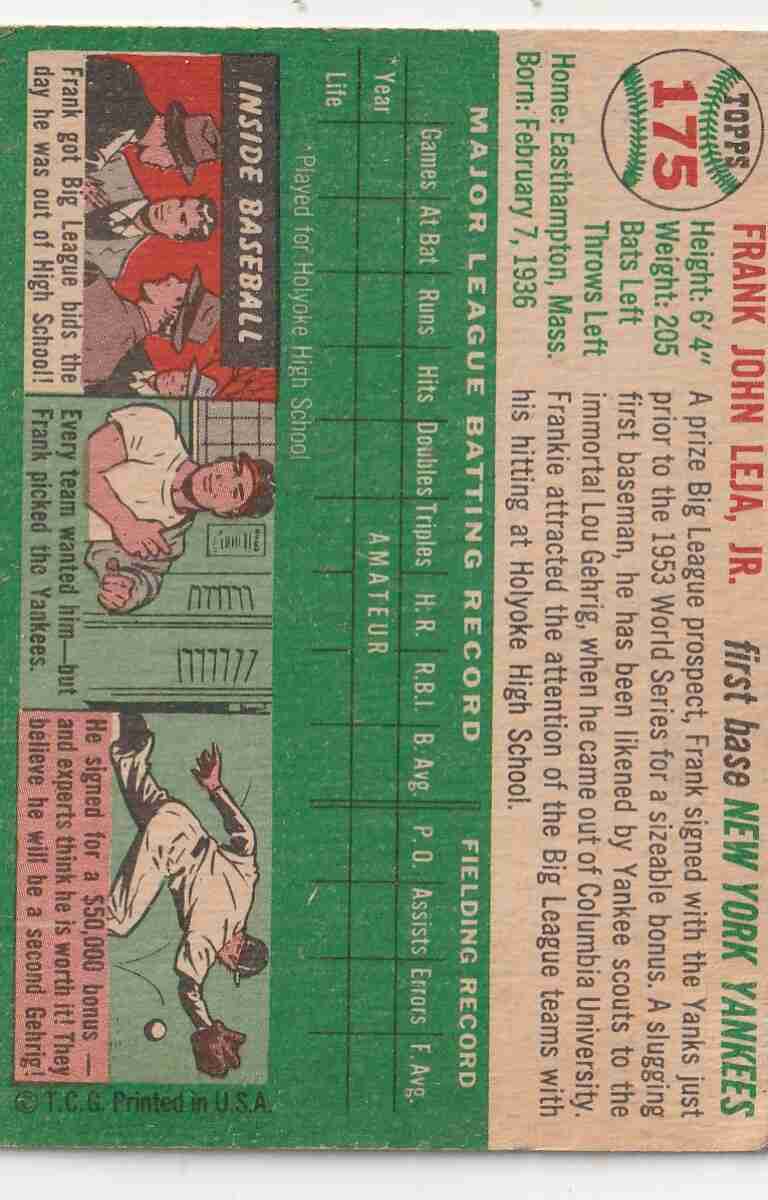 TOPPS
175
FRANK JOHN LEJA, JR. first base NEW YORK YANKEES
Height: 6' 4"
Weight: 205
Bats Left
Throws Left
Home: Easthampton, Mass.
Born: February 7, 1936
A prize Big League prospect, Frank signed with the Yanks just
prior to the 1953 World Series for a sizeable bonus. A slugging
first baseman, he has been likened by Yankee scouts to the
immortal Lou Gehrig, when he came out of Columbia University.
Frankie attracted the attention of the Big League teams with
his hitting at Holyoke High School.
MAJOR LEAGUE BATTING RECORD FIELDING RECORD
Games At Bat Runs Hits Doubles Triples H. R. R.B.I. B. Avg. P. O. Assists Errors F. Avg.
*Year AMATEUR
Life
*Played for Holyoke High School
INSIDE BASEBALL
Frank got Big League bids the
day he was out of High School!
Every team wanted him—but
Frank picked the Yankees.
He signed for a $50,000 bonus —
and experts think he is worth it! They
believe he will be a second Gehrig!
© T.C.G. Printed in U.S.A.